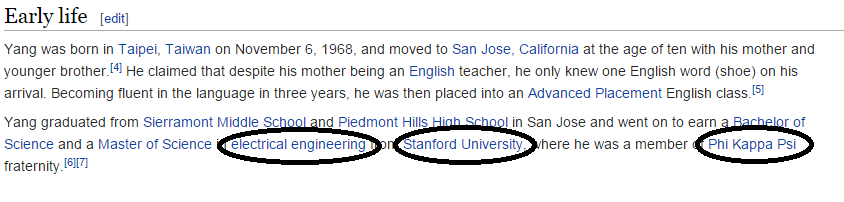 Early life [edit]
Yang was born in Taipei, Taiwan on November 6, 1968, and moved to San Jose, California at the age of ten with his mother and
younger brother.[4] He claimed that despite his mother being an English teacher, he only knew one English word (shoe) on his
arrival. Becoming fluent in the language in three years, he was then placed into an Advanced Placement English class.[5]
Yang graduated from Sierramont Middle School and Piedmont Hills High School in San Jose and went on to earn a Bachelor of
Science and a Master of Science electrical engineering Stanford University, where he was a member Phi Kappa Psi
fraternity.[6][7]